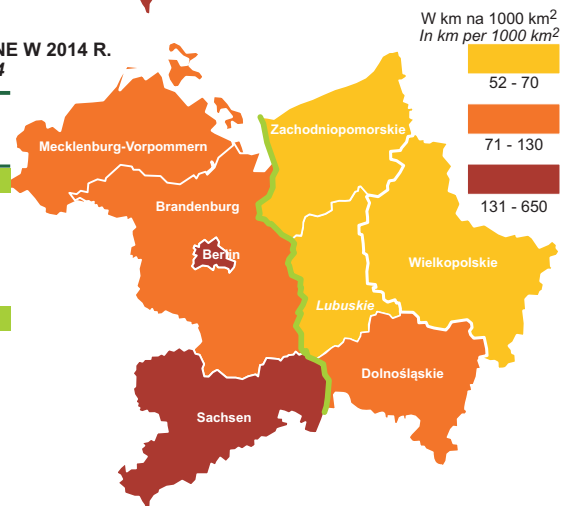 NE W 2014 R.
4
W km na 1000 km²
In km per 1000 km²
52 - 70
71 - 130
131 - 650
Zachodniopomorskie
Mecklenburg-Vorpommern
Brandenburg
Berlin
Wielkopolskie
Lubuskie
Dolnośląskie
Sachsen